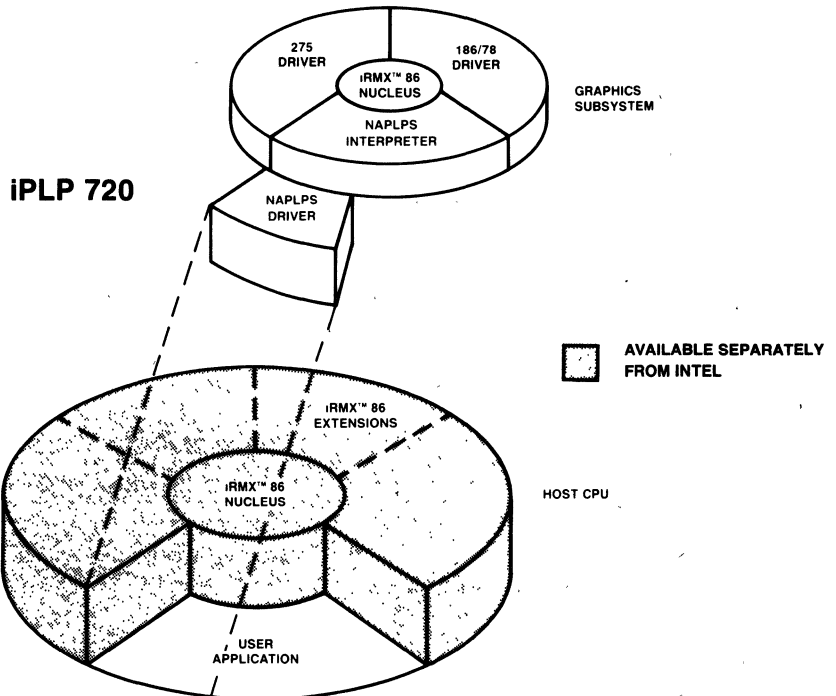 275
DRIVER
186/78
DRIVER
iRMX™ 86
NUCLEUS
GRAPHICS
SUBSYSTEM
NAPLPS
INTERPRETER
iPLP 720
NAPLPS
DRIVER
AVAILABLE SEPARATELY
FROM INTEL
iRMX™ 86
EXTENSIONS
iRMX™ 86
NUCLEUS
HOST CPU
USER
APPLICATION